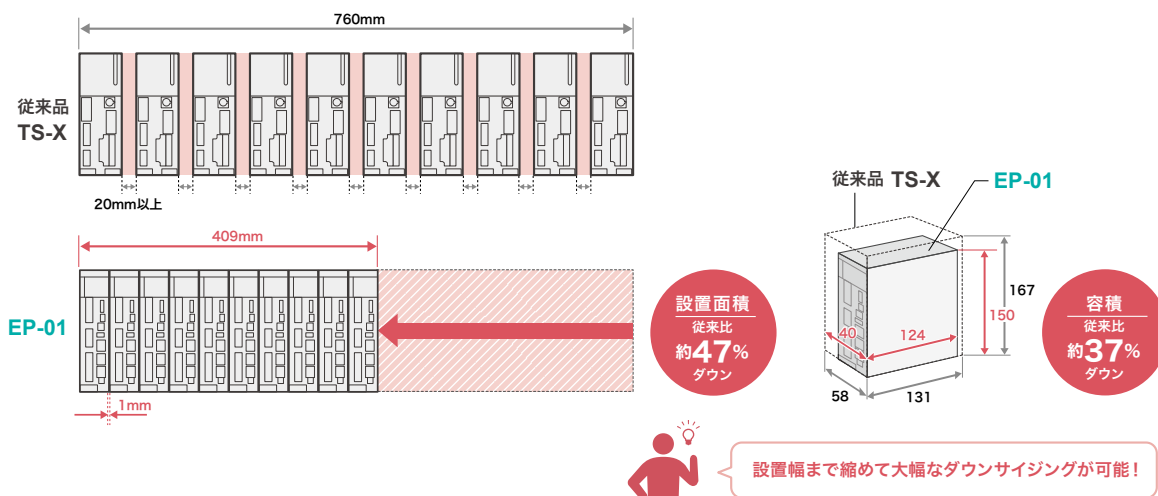 760mm
従来品
TS-X
20mm以上
409mm
EP-01
1mm
設置面積
従来比
約47%
ダウン
従来品 TS-X
EP-01
167
150
40
124
58
131
容積
従来比
約37%
ダウン
設置幅まで縮めて大幅なダウンサイジングが可能！